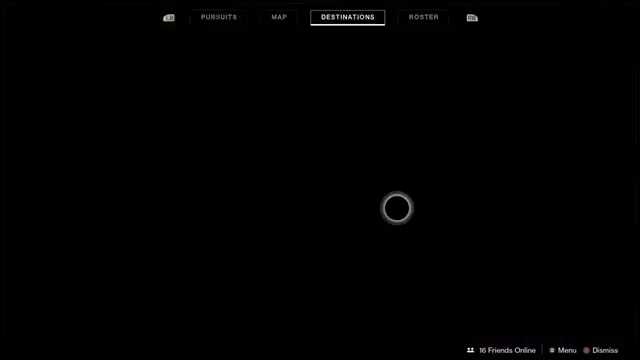 PURSUITS
MAP
DESTINATIONS
ROSTER
16 Friends Online
Menu
Dismiss